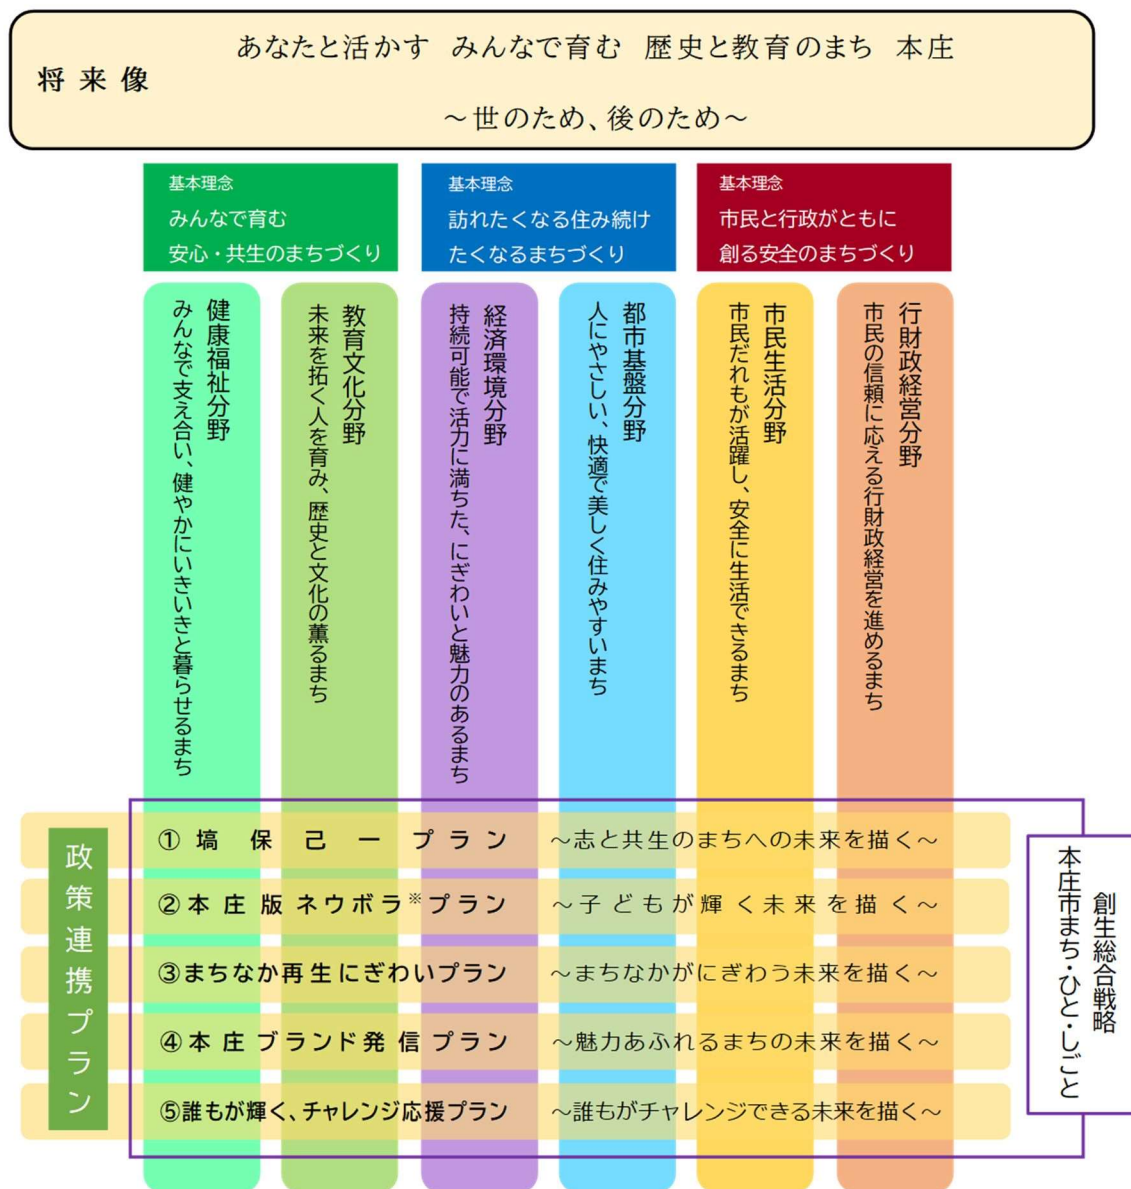 将来像
あなたと活かす みんなで育む 歴史と教育のまち 本庄
～世のため、後のため～
基本理念
みんなで育む
安心・共生のまちづくり
基本理念
訪れたくなる住み続け
たくなるまちづくり
基本理念
市民と行政がともに
創る安全のまちづくり
健康福祉分野
みんなで支え合い、健やかにいきいきと暮らせるまち
教育文化分野
未来を拓く人を育み、歴史と文化の薫るまち
経済環境分野
持続可能で活力に満ちた、にぎわいと魅力のあるまち
都市基盤分野
人にやさしい、快適で美しく住みやすいまち
市民生活分野
市民だれもが活躍し、安全に生活できるまち
行財政経営分野
市民の信頼に応える行財政経営を進めるまち
政策連携プラン
①塙保己一プラン ～志と共生のまちへの未来を描く～
②本庄版ネウボラ※プラン ～子どもが輝く未来を描く～
③まちなか再生にぎわいプラン ～まちなかがにぎわう未来を描く～
④本庄ブランド発信プラン ～魅力あふれるまちの未来を描く～
⑤誰もが輝く、チャレンジ応援プラン ～誰もがチャレンジできる未来を描く～
本庄市まち・ひと・しごと
創生総合戦略